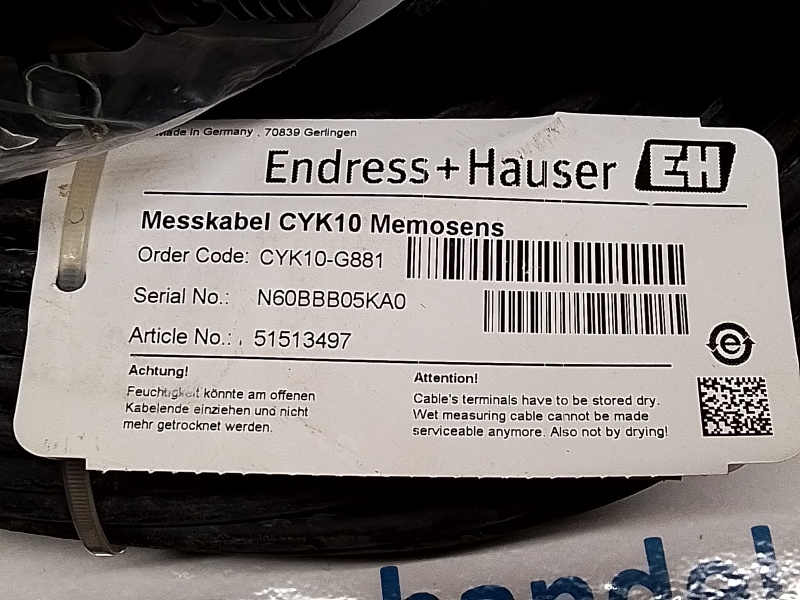 Made in Germany , 70839 Gerlingen
Endress+Hauser EH
Messkabel CYK10 Memosens
Order Code: CYK10-G881
Serial No.: N60BBB05KA0
Article No.: 51513497
Achtung!
Feuchtigkeit könnte am offenen
Kabelende einziehen und nicht
mehr getrocknet werden.
Attention!
Cable's terminals have to be stored dry.
Wet measuring cable cannot be made
serviceable anymore. Also not by drying!
e
handel